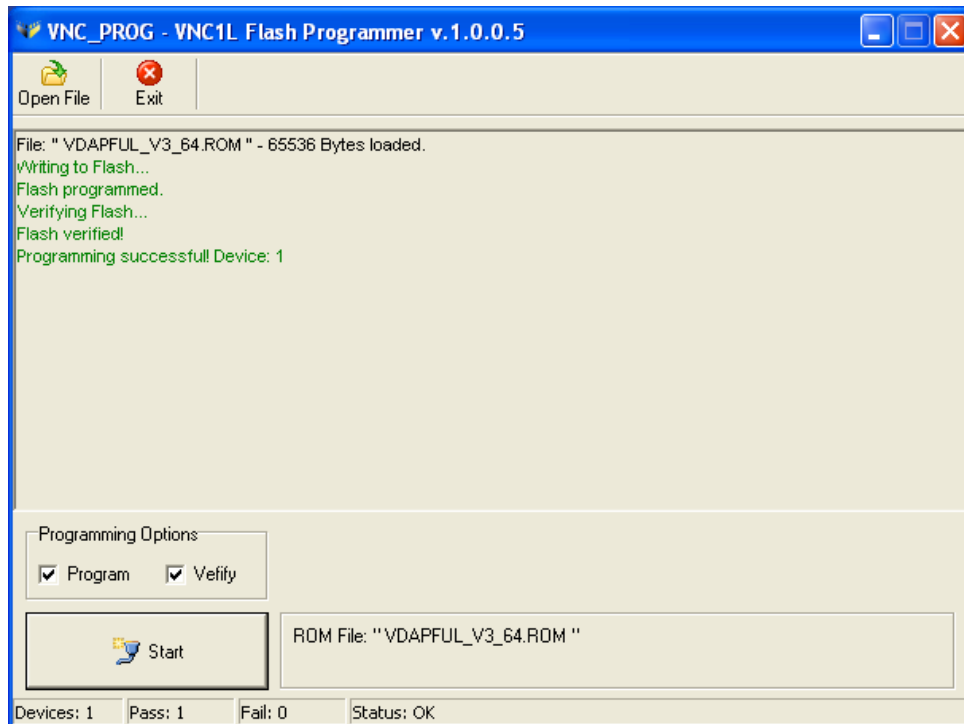 VNC_PROG - VNC1L Flash Programmer v.1.0.0.5
Open File
Exit
File: " VDAPFUL_V3_64.ROM " - 65536 Bytes loaded.
Writing to Flash...
Flash programmed.
Verifying Flash...
Flash verified!
Programming successful! Device: 1
Programming Options
Program
Vefify
Start
ROM File: " VDAPFUL_V3_64.ROM "
Devices: 1
Pass: 1
Fail: 0
Status: OK